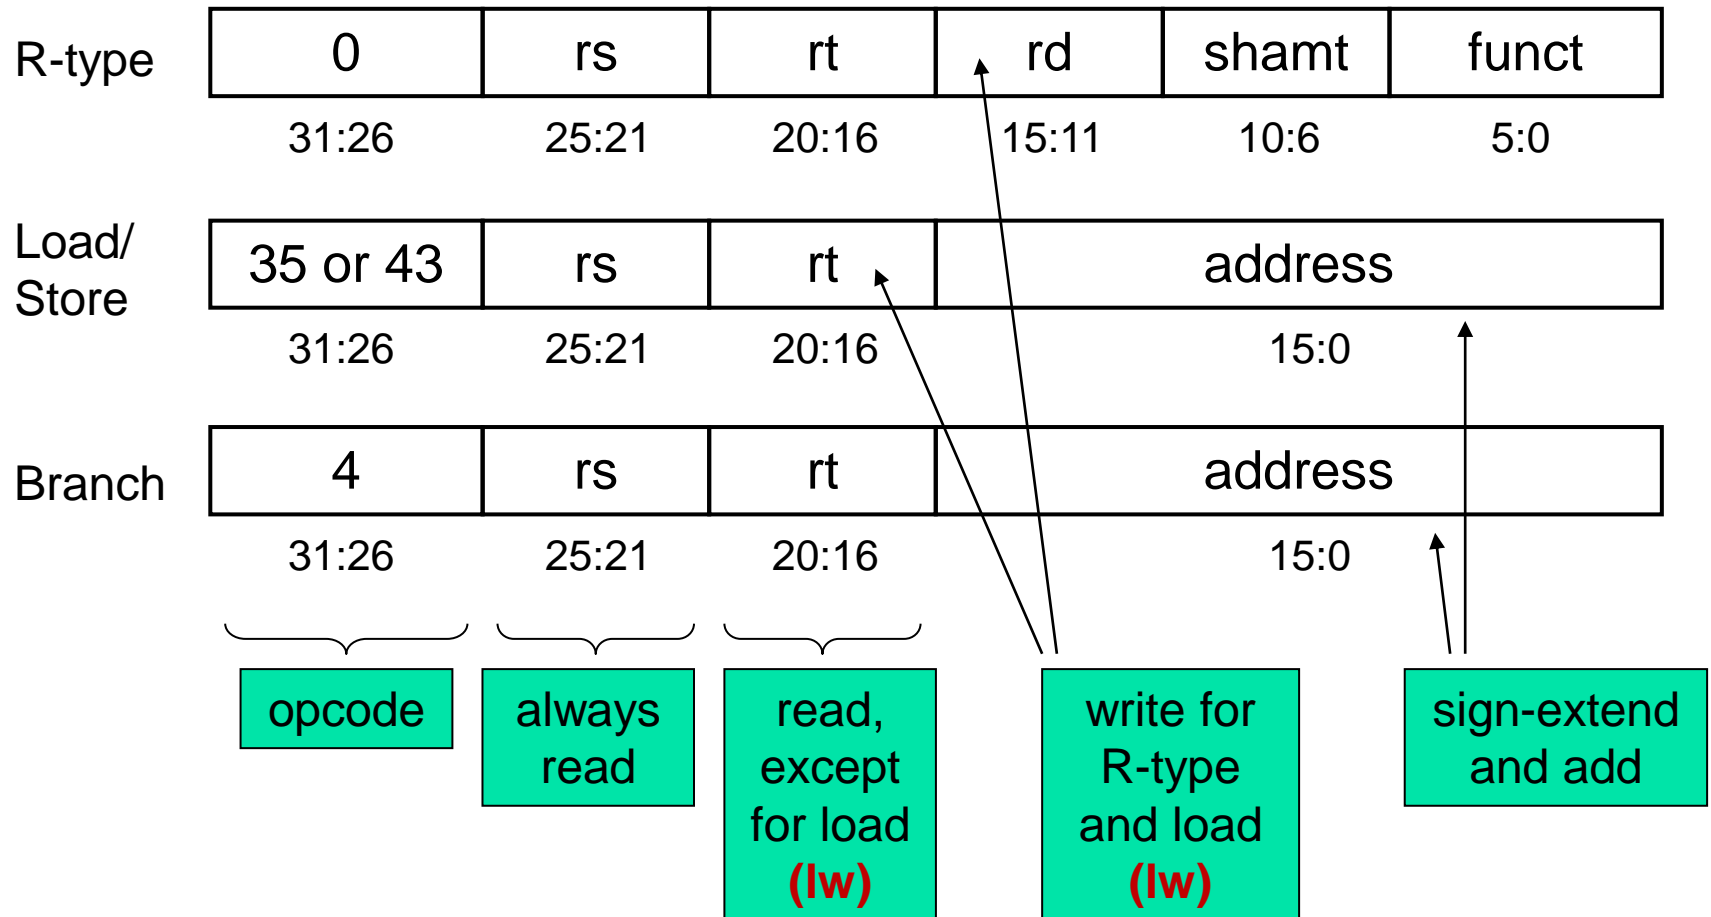 R-type 0 rs rt rd shamt funct
31:26 25:21 20:16 15:11 10:6 5:0
Load/
Store
35 or 43 rs rt address
31:26 25:21 20:16 15:0
Branch 4 rs rt address
31:26 25:21 20:16 15:0
opcode
always
read
read,
except
for load
(lw)
write for
R-type
and load
(lw)
sign-extend
and add